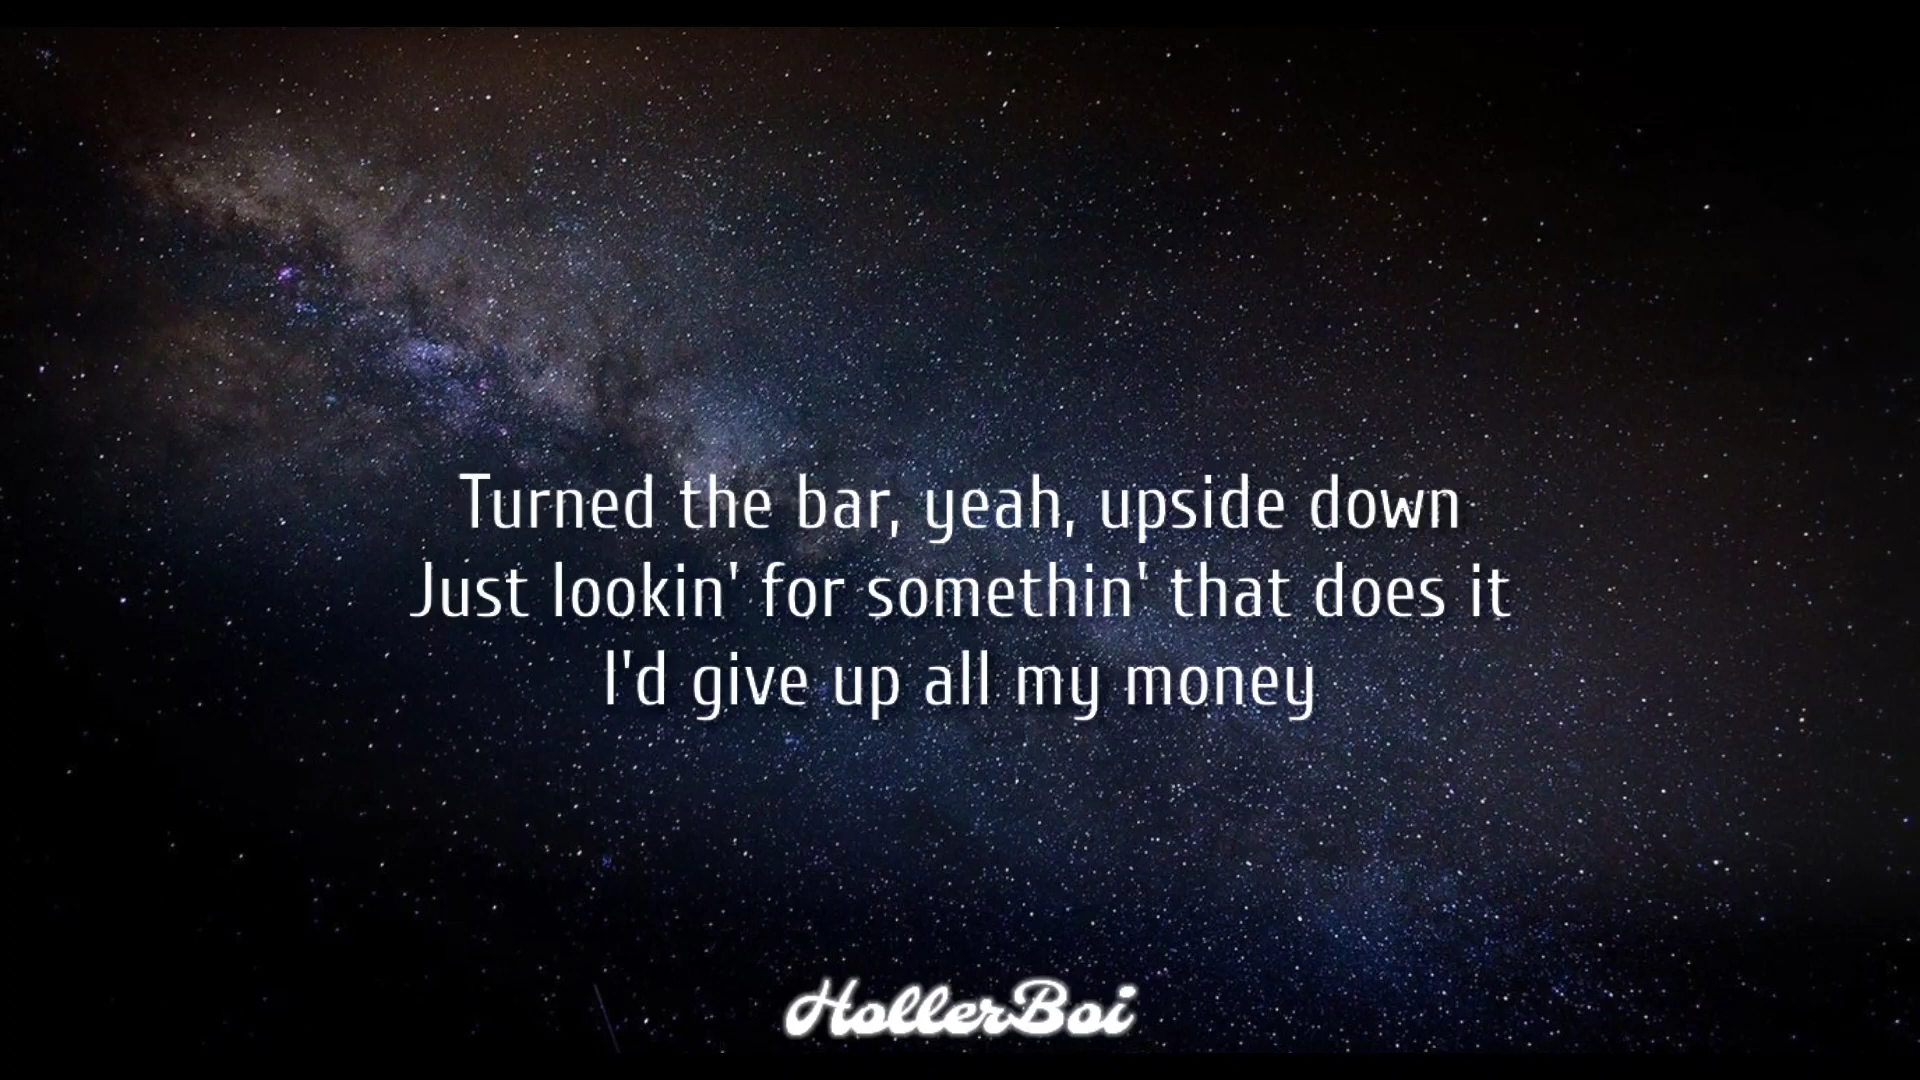 Turned the bar, yeah, upside down
Just lookin' for somethin' that does it
I'd give up all my money
HollerBoi